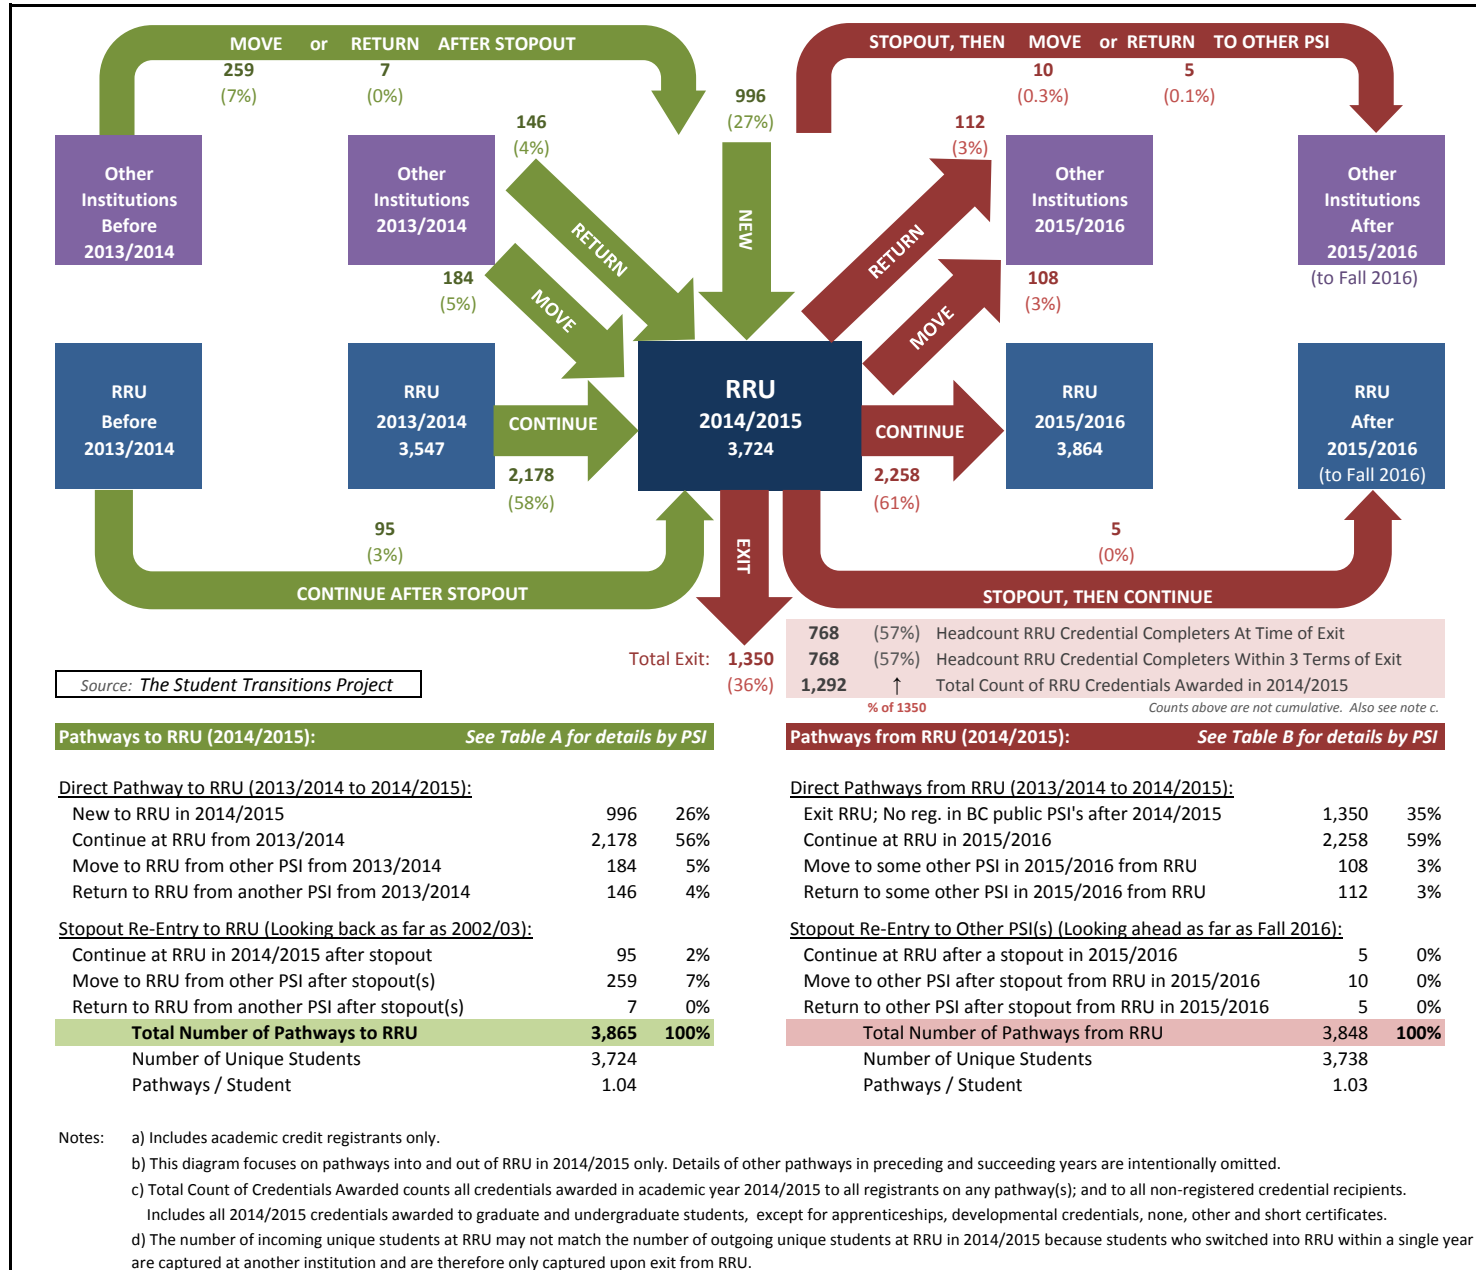 MOVE or RETURN AFTER STOPOUT
259 7
(7%) (0%)
STOPOUT, THEN MOVE or RETURN TO OTHER PSI
10 5
(0.3%) (0.1%)
146
(4%)
996
(27%)
112
(3%)
Other
Institutions
Before
2013/2014
Other
Institutions
2013/2014
Other
Institutions
2015/2016
Other
Institutions
After
2015/2016
(to Fall 2016)
RETURN
NEW
RETURN
184
(5%)
MOVE
MOVE
108
(3%)
RRU
Before
2013/2014
RRU
2013/2014
3,547
CONTINUE
2,178
(58%)
RRU
2014/2015
3,724
CONTINUE
2,258
(61%)
RRU
2015/2016
3,864
RRU
After
2015/2016
(to Fall 2016)
95
(3%)
CONTINUE AFTER STOPOUT
EXIT
5
(0%)
STOPOUT, THEN CONTINUE
Total Exit: 1,350
(36%)
768 (57%) Headcount RRU Credential Completers At Time of Exit
768 (57%) Headcount RRU Credential Completers Within 3 Terms of Exit
1,292 ↑ Total Count of RRU Credentials Awarded in 2014/2015
% of 1350 Counts above are not cumulative. Also see note c.
Source: The Student Transitions Project
Pathways to RRU (2014/2015): See Table A for details by PSI
Direct Pathway to RRU (2013/2014 to 2014/2015):
New to RRU in 2014/2015 996 26%
Continue at RRU from 2013/2014 2,178 56%
Move to RRU from other PSI from 2013/2014 184 5%
Return to RRU from another PSI from 2013/2014 146 4%
Stopout Re-Entry to RRU (Looking back as far as 2002/03):
Continue at RRU in 2014/2015 after stopout 95 2%
Move to RRU from other PSI after stopout(s) 259 7%
Return to RRU from another PSI after stopout(s) 7 0%
Total Number of Pathways to RRU 3,865 100%
Number of Unique Students 3,724
Pathways / Student 1.04
Pathways from RRU (2014/2015): See Table B for details by PSI
Direct Pathways from RRU (2013/2014 to 2014/2015):
Exit RRU; No reg. in BC public PSI's after 2014/2015 1,350 35%
Continue at RRU in 2015/2016 2,258 59%
Move to some other PSI in 2015/2016 from RRU 108 3%
Return to some other PSI in 2015/2016 from RRU 112 3%
Stopout Re-Entry to Other PSI(s) (Looking ahead as far as Fall 2016):
Continue at RRU after a stopout in 2015/2016 5 0%
Move to other PSI after stopout from RRU in 2015/2016 10 0%
Return to other PSI after stopout from RRU in 2015/2016 5 0%
Total Number of Pathways from RRU 3,848 100%
Number of Unique Students 3,738
Pathways / Student 1.03
Notes: a) Includes academic credit registrants only.
b) This diagram focuses on pathways into and out of RRU in 2014/2015 only. Details of other pathways in preceding and succeeding years are intentionally omitted.
c) Total Count of Credentials Awarded counts all credentials awarded in academic year 2014/2015 to all registrants on any pathway(s); and to all non-registered credential recipients.
Includes all 2014/2015 credentials awarded to graduate and undergraduate students, except for apprenticeships, developmental credentials, none, other and short certificates.
d) The number of incoming unique students at RRU may not match the number of outgoing unique students at RRU in 2014/2015 because students who switched into RRU within a single year
are captured at another institution and are therefore only captured upon exit from RRU.